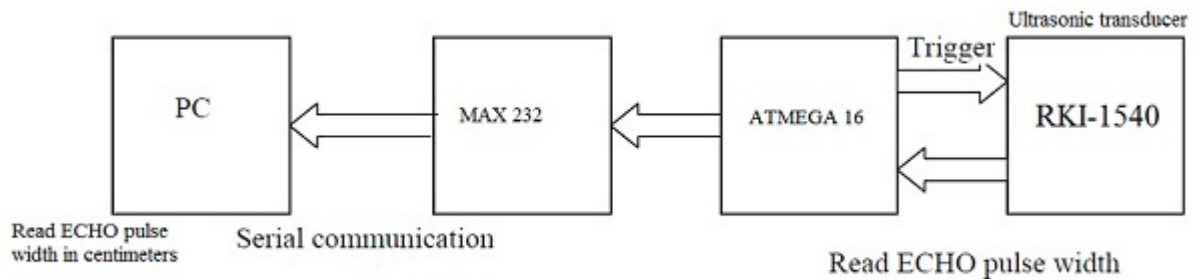 Ultrasonic transducer
Trigger
PC
MAX 232
ATMEGA 16
RKI-1540
Read ECHO pulse
width in centimeters
Serial communication
Read ECHO pulse width